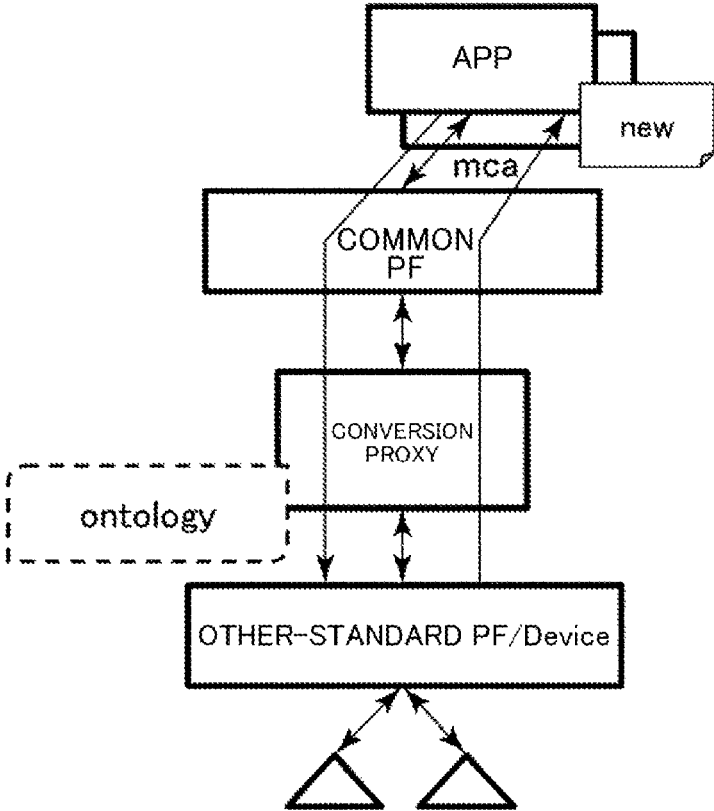 APP
new
mca
COMMON
PF
CONVERSION
PROXY
ontology
OTHER-STANDARD PF/Device